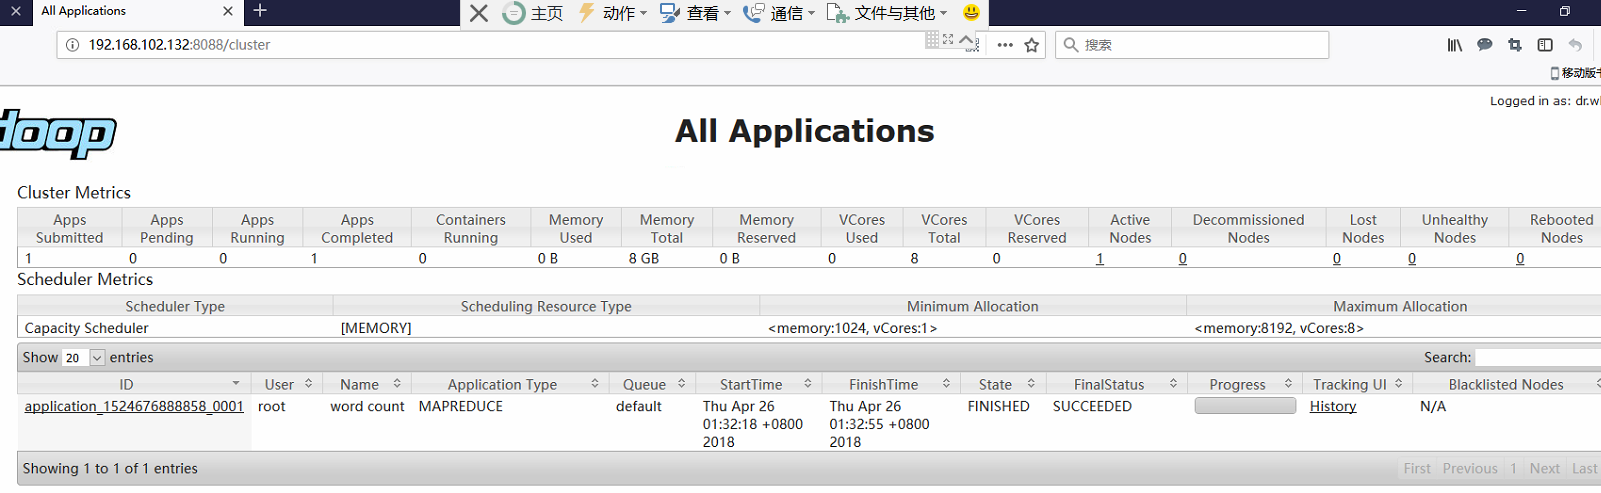 All Applications
主页 动作 查看 通信 文件与其他
192.168.102.132:8088/cluster
搜索
移动版书
Logged in as: dr.wh
doop
All Applications
Cluster Metrics
Apps Submitted Apps Pending Apps Running Apps Completed Containers Running Memory Used Memory Total Memory Reserved VCores Used VCores Total VCores Reserved Active Nodes Decommissioned Nodes Lost Nodes Unhealthy Nodes Rebooted Nodes
1 0 0 1 0 0 B 8 GB 0 B 0 8 0 1 0 0 0 0
Scheduler Metrics
Scheduler Type Scheduling Resource Type Minimum Allocation Maximum Allocation
Capacity Scheduler [MEMORY] <memory:1024, vCores:1> <memory:8192, vCores:8>
Show 20 entries Search:
ID User Name Application Type Queue StartTime FinishTime State FinalStatus Progress Tracking UI Blacklisted Nodes
application_1524676888858_0001 root word count MAPREDUCE default Thu Apr 26 01:32:18 +0800 2018 Thu Apr 26 01:32:55 +0800 2018 FINISHED SUCCEEDED History N/A
Showing 1 to 1 of 1 entries First Previous 1 Next Last